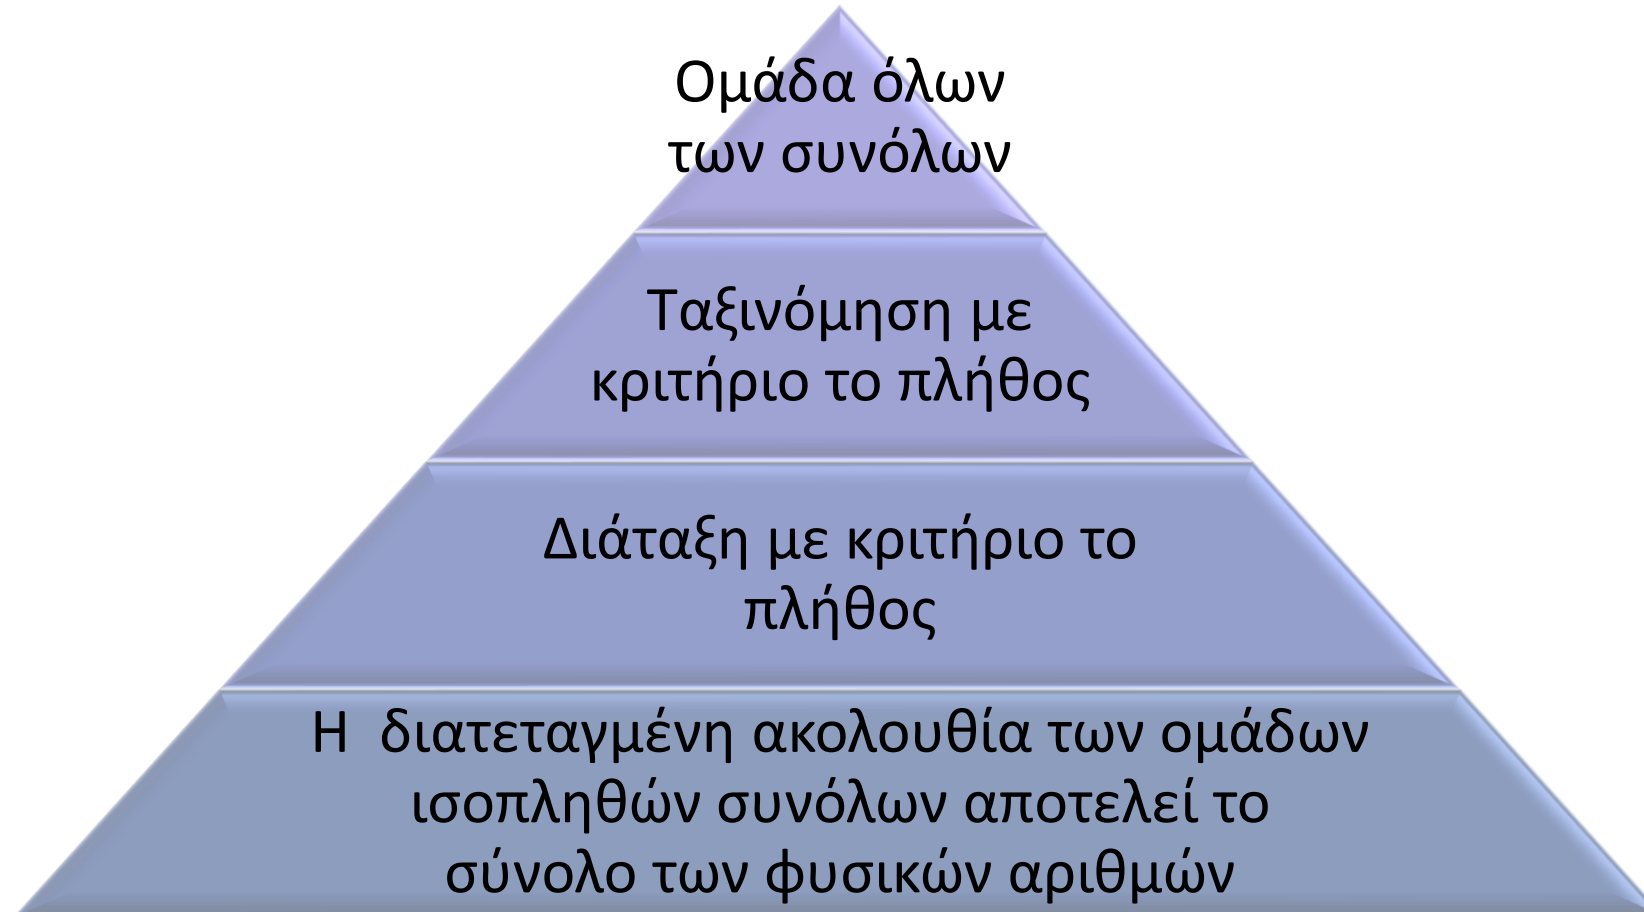 Ομάδα όλων
των συνόλων
Ταξινόμηση με
κριτήριο το πλήθος
Διάταξη με κριτήριο το
πλήθος
Η  διατεταγμένη ακολουθία των ομάδων
ισοπληθών συνόλων αποτελεί το
σύνολο των φυσικών αριθμών